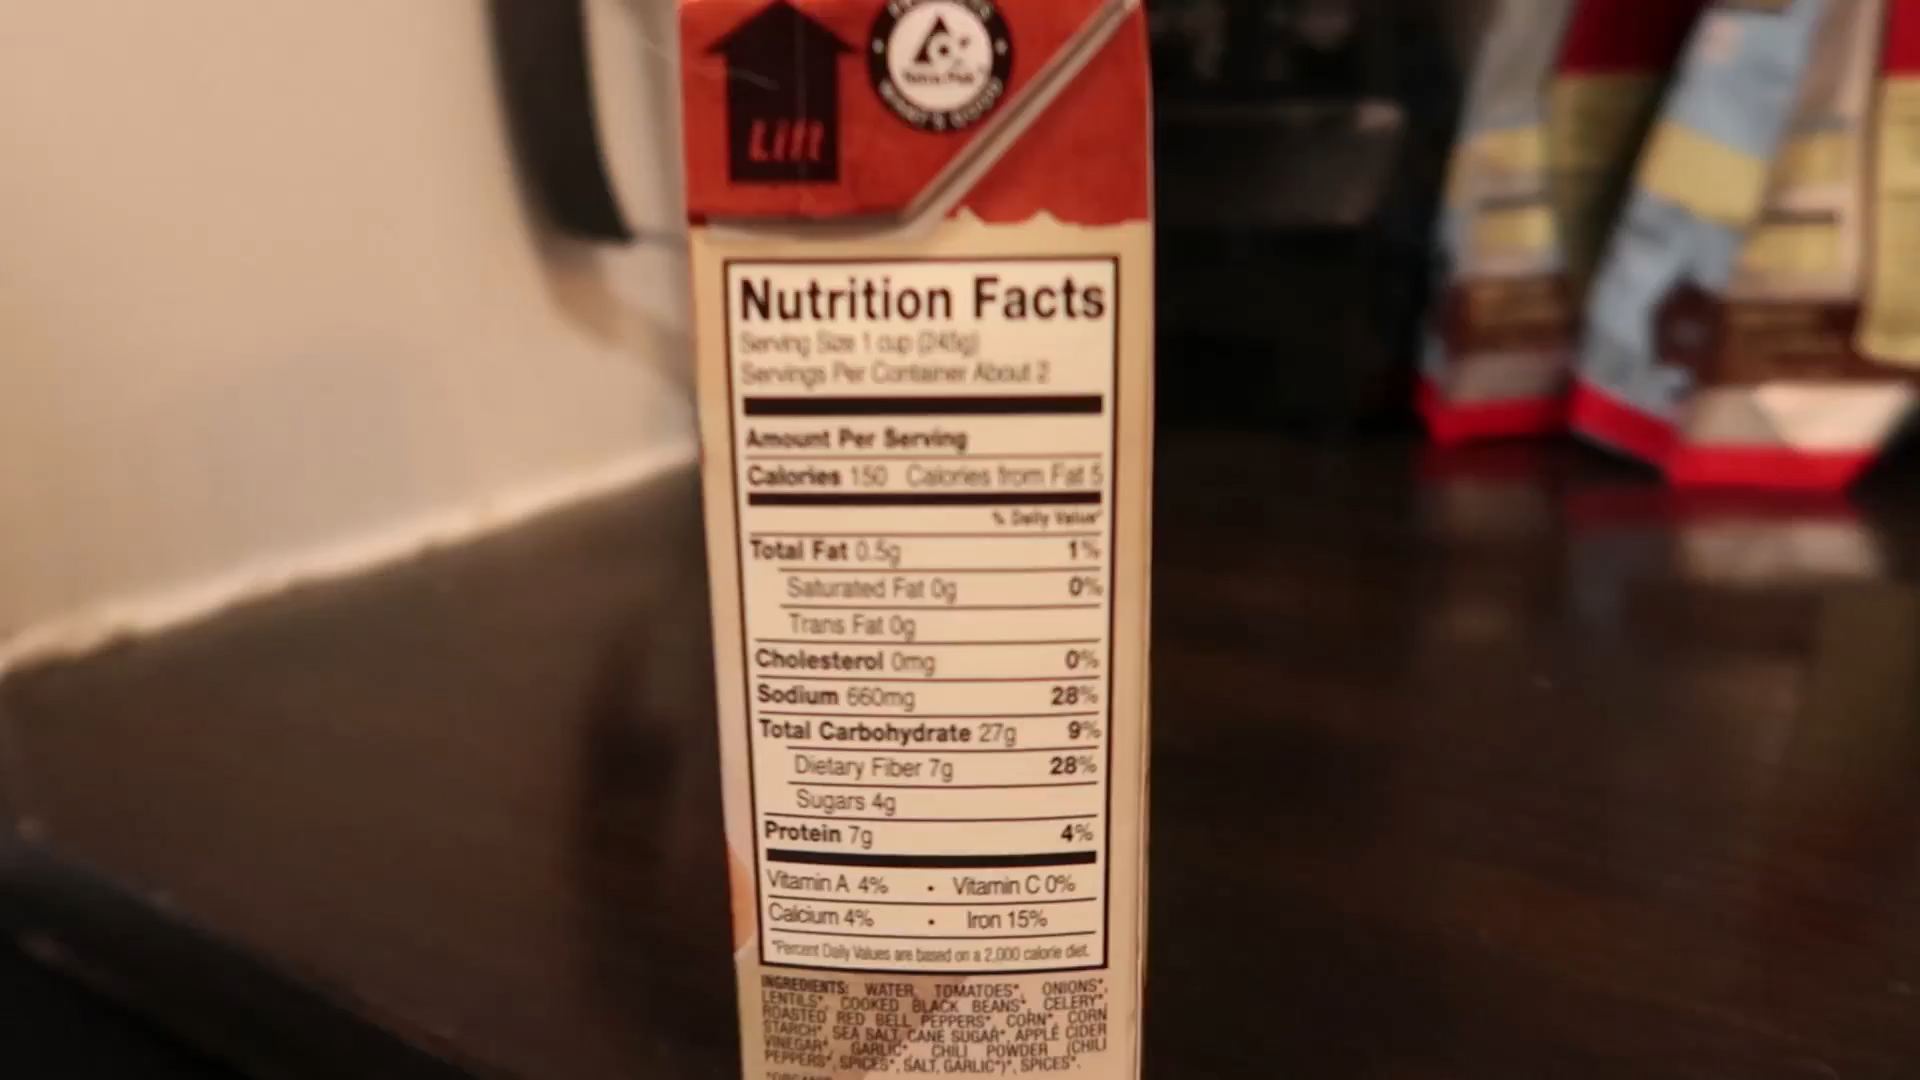 Lift
Tetra Pak
Nutrition Facts
Serving Size 1 cup (245g)
Servings Per Container About 2
Amount Per Serving
Calories 150 Calories from Fat 5
% Daily Value*
Total Fat 0.5g 1%
Saturated Fat 0g 0%
Trans Fat 0g
Cholesterol 0mg 0%
Sodium 660mg 28%
Total Carbohydrate 27g 9%
Dietary Fiber 7g 28%
Sugars 4g
Protein 7g 4%
Vitamin A 4% • Vitamin C 0%
Calcium 4% • Iron 15%
*Percent Daily Values are based on a 2,000 calorie diet.
INGREDIENTS: WATER, TOMATOES*, ONIONS*,
LENTILS*, COOKED BLACK BEANS*, CELERY*,
ROASTED RED BELL PEPPERS*, CORN*, CORN
STARCH*, SEA SALT, CANE SUGAR*, APPLE CIDER
VINEGAR*, GARLIC*, CHILI POWDER (CHILI
PEPPERS*, SPICES*, SALT, GARLIC*)*, SPICES*.